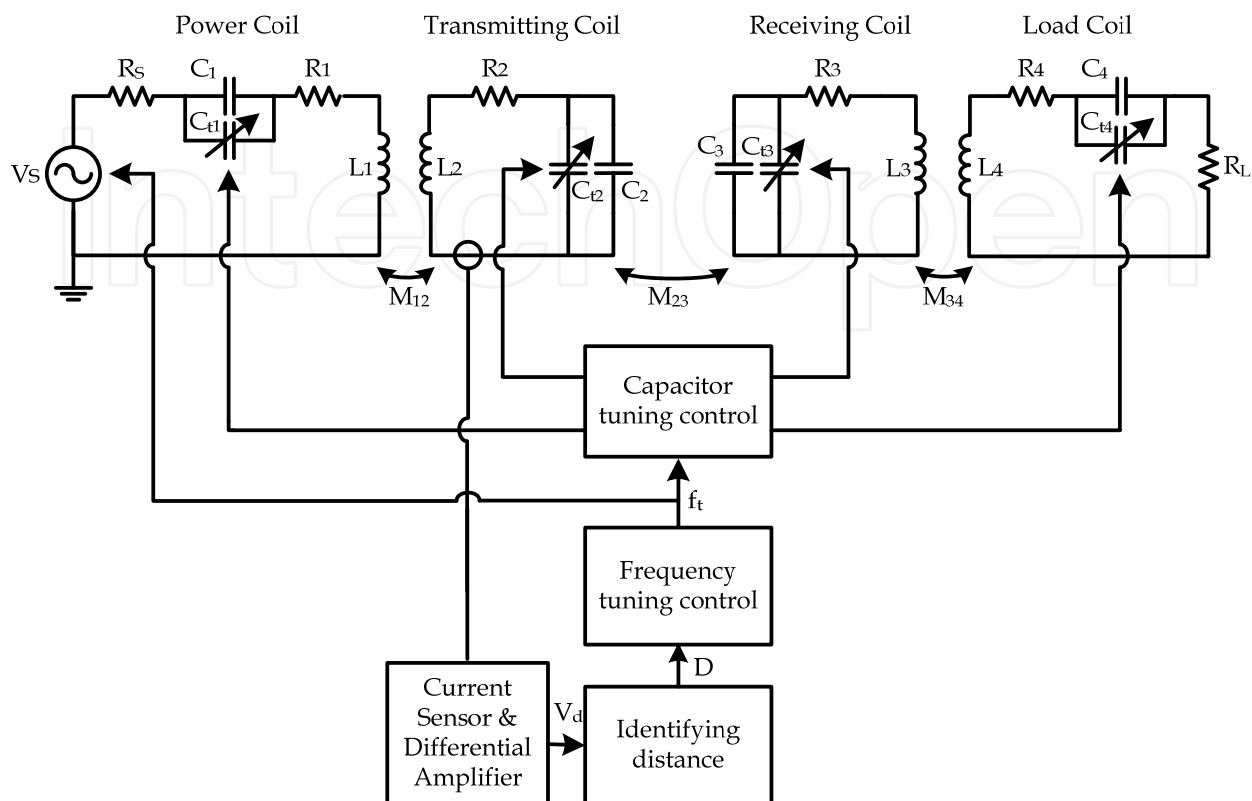 Power Coil
Transmitting Coil
Receiving Coil
Load Coil
RS
C1
R1
R2
R3
R4
C4
Ct1
Ct4
VS
L1
L2
Ct2
C2
C3
Ct3
L3
L4
RL
IntechOpen
M12
M23
M34
Capacitor
tuning control
ft
Frequency
tuning control
D
Current
Sensor &
Differential
Amplifier
Vd
Identifying
distance